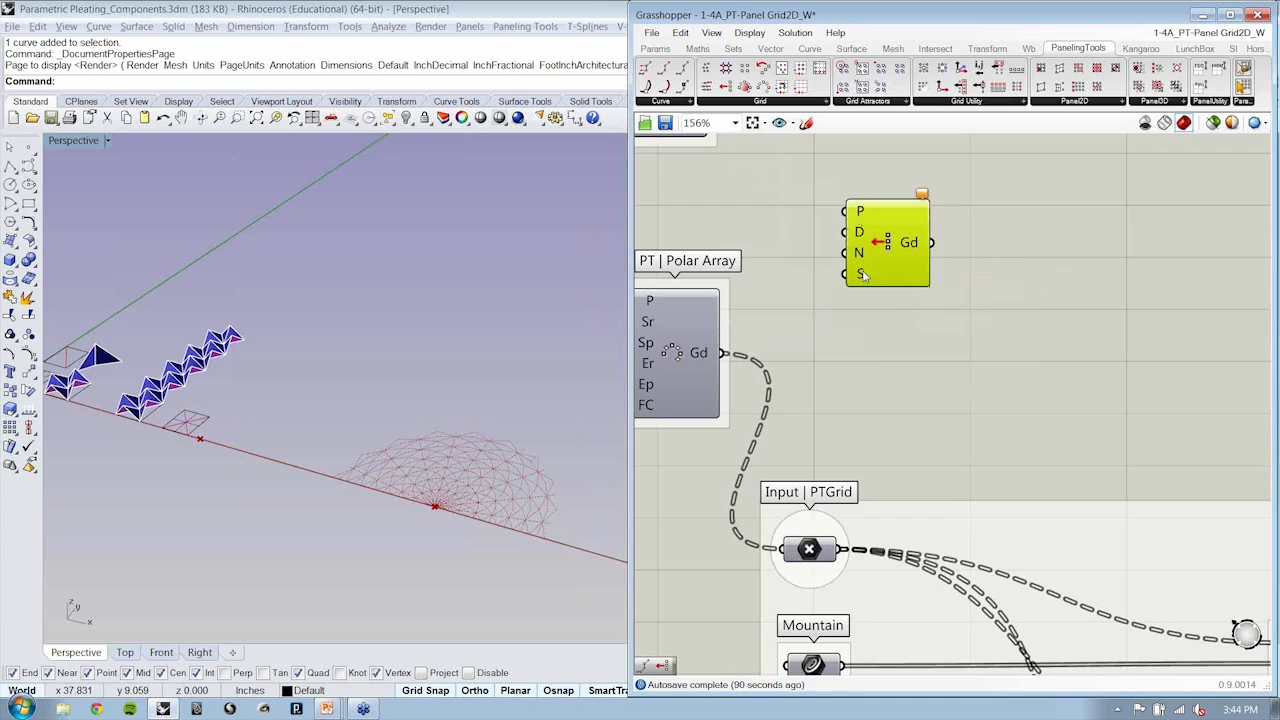 Parametric Pleating_Components.3dm (183 KB) - Rhinoceros (Educational) (64-bit) - [Perspective]
File Edit View Curve Surface Solid Mesh Dimension Transform Tools Analyze Render Panels Paneling Tools T-Splines
1 curve added to selection.
Command: _DocumentPropertiesPage
Page to display <Render> ( Render Mesh Units PageUnits Annotation Dimensions Default InchDecimal InchFractional FootInchArchitectura
Command:
Standard CPlanes Set View Display Select Viewport Layout Visibility Transform Curve Tools Surface Tools Solid Tools
Perspective
z y
x
Perspective Top Front Right
End Near Point Mid Cen Int Perp Tan Quad Knot Vertex Project Disable
World x 37.831 y 9.059 z 0.000 Inches Default Grid Snap Ortho Planar Osnap SmartTra
Grasshopper - 1-4A_PT-Panel Grid2D_W*
File Edit View Display Solution Help 1-4A_PT-Panel Grid2D_W
Params Maths Sets Vector Curve Surface Mesh Intersect Transform Wb PanelingTools Kangaroo LunchBox SI Hors
Curve Grid Grid Attractors Grid Utility Panel2D Panel3D PanelUtility Para...
156%
P
D
N
S
Gd
PT | Polar Array
P
Sr
Sp
Er
Ep
FC
Gd
Input | PTGrid
Mountain
Autosave complete (90 seconds ago) 0.9.0014
3:44 PM